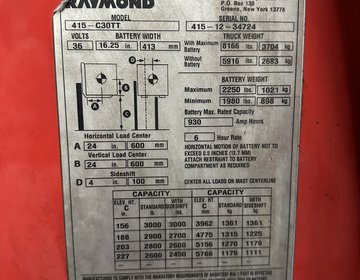 RAYMOND
P.O. Box 130
Greene, New York 13778
MODEL
SERIAL NO.
415-C30TT
415-12-34724
VOLTS BATTERY WIDTH
TRUCK WEIGHT
36 16.25 in. 413 mm
With Maximum Battery 8166 lbs. 3704 kg
Without Battery 5916 lbs. 2683 kg
D
BATTERY WEIGHT
Maximum 2250 lbs. 1021 kg
Minimum 1980 lbs. 898 kg
Battery Max. Rated Capacity
930 Amp Hours
6 Hour Rate
Horizontal Load Center
A 24 in. 600 mm
Vertical Load Center
B 24 in. 600 mm
Sideshift
D 4 in. 100 mm
HORIZONTAL MOTION OF BATTERY NOT TO
EXCEED 0.5 INCHES (12.7 MM)
ATTACH RESTRAINT TO BATTERY
COMPARTMENT AS REQUIRED
CENTER ALL LOADS ON MAST CENTERLINE
CAPACITY CAPACITY
ELEV. HT. C in. STANDARD lb. WITH SIDESHIFT lbs. ELEV. HT. C mm STANDARD kg WITH SIDESHIFT kg
156 3000 3000 3962 1361 1361
188 2900 2700 4775 1315 1225
203 2800 2600 5156 1270 1179
227 2600 2450 5766 1179 1111